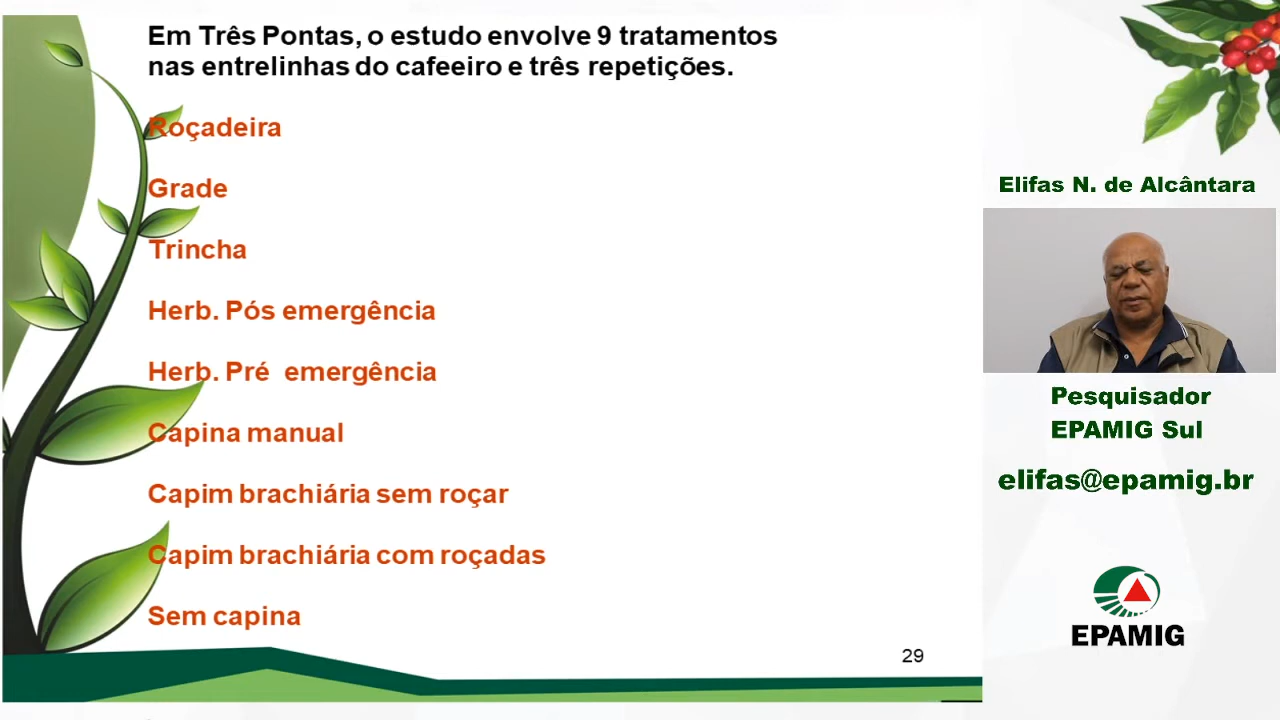 Em Três Pontas, o estudo envolve 9 tratamentos
nas entrelinhas do cafeeiro e três repetições.
Roçadeira
Grade
Trincha
Herb. Pós emergência
Herb. Pré emergência
Capina manual
Capim brachiária sem roçar
Capim brachiária com roçadas
Sem capina
29
Elifas N. de Alcântara
Pesquisador
EPAMIG Sul
elifas@epamig.br
EPAMIG